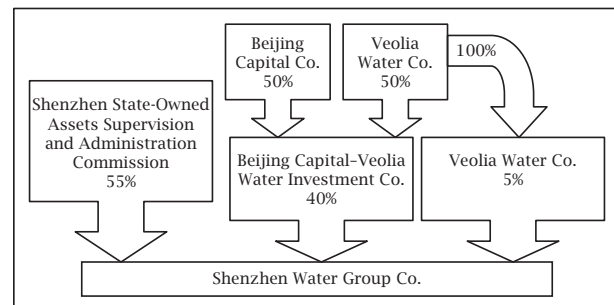 Beijing
Capital Co.
50%
Veolia
Water Co.
50%
100%
Shenzhen State-Owned
Assets Supervision
and Administration
Commission
55%
Beijing Capital–Veolia
Water Investment Co.
40%
Veolia Water Co.
5%
Shenzhen Water Group Co.